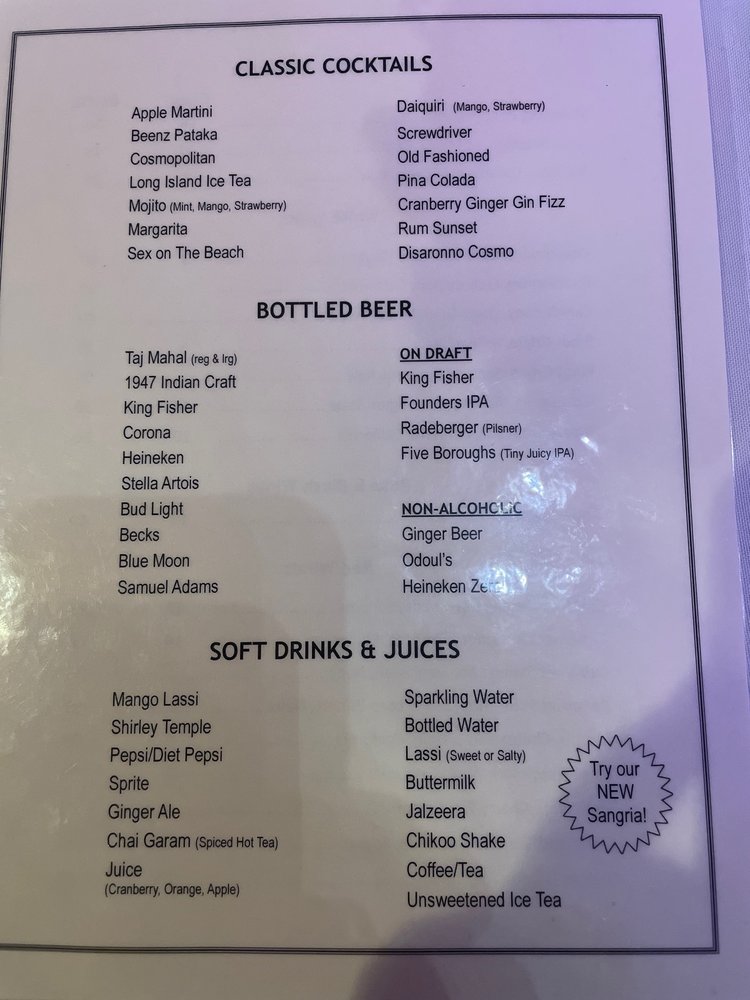 CLASSIC COCKTAILS
Apple Martini
Beenz Pataka
Cosmopolitan
Long Island Ice Tea
Mojito (Mint, Mango, Strawberry)
Margarita
Sex on The Beach
Daiquiri (Mango, Strawberry)
Screwdriver
Old Fashioned
Pina Colada
Cranberry Ginger Gin Fizz
Rum Sunset
Disaronno Cosmo
BOTTLED BEER
Taj Mahal (reg & lrg)
1947 Indian Craft
King Fisher
Corona
Heineken
Stella Artois
Bud Light
Becks
Blue Moon
Samuel Adams
ON DRAFT
King Fisher
Founders IPA
Radeberger (Pilsner)
Five Boroughs (Tiny Juicy IPA)
NON-ALCOHOLIC
Ginger Beer
Odoul's
Heineken Zero
SOFT DRINKS & JUICES
Mango Lassi
Shirley Temple
Pepsi/Diet Pepsi
Sprite
Ginger Ale
Chai Garam (Spiced Hot Tea)
Juice
(Cranberry, Orange, Apple)
Sparkling Water
Bottled Water
Lassi (Sweet or Salty)
Buttermilk
Jalzeera
Chikoo Shake
Coffee/Tea
Unsweetened Ice Tea
Try our
NEW
Sangria!